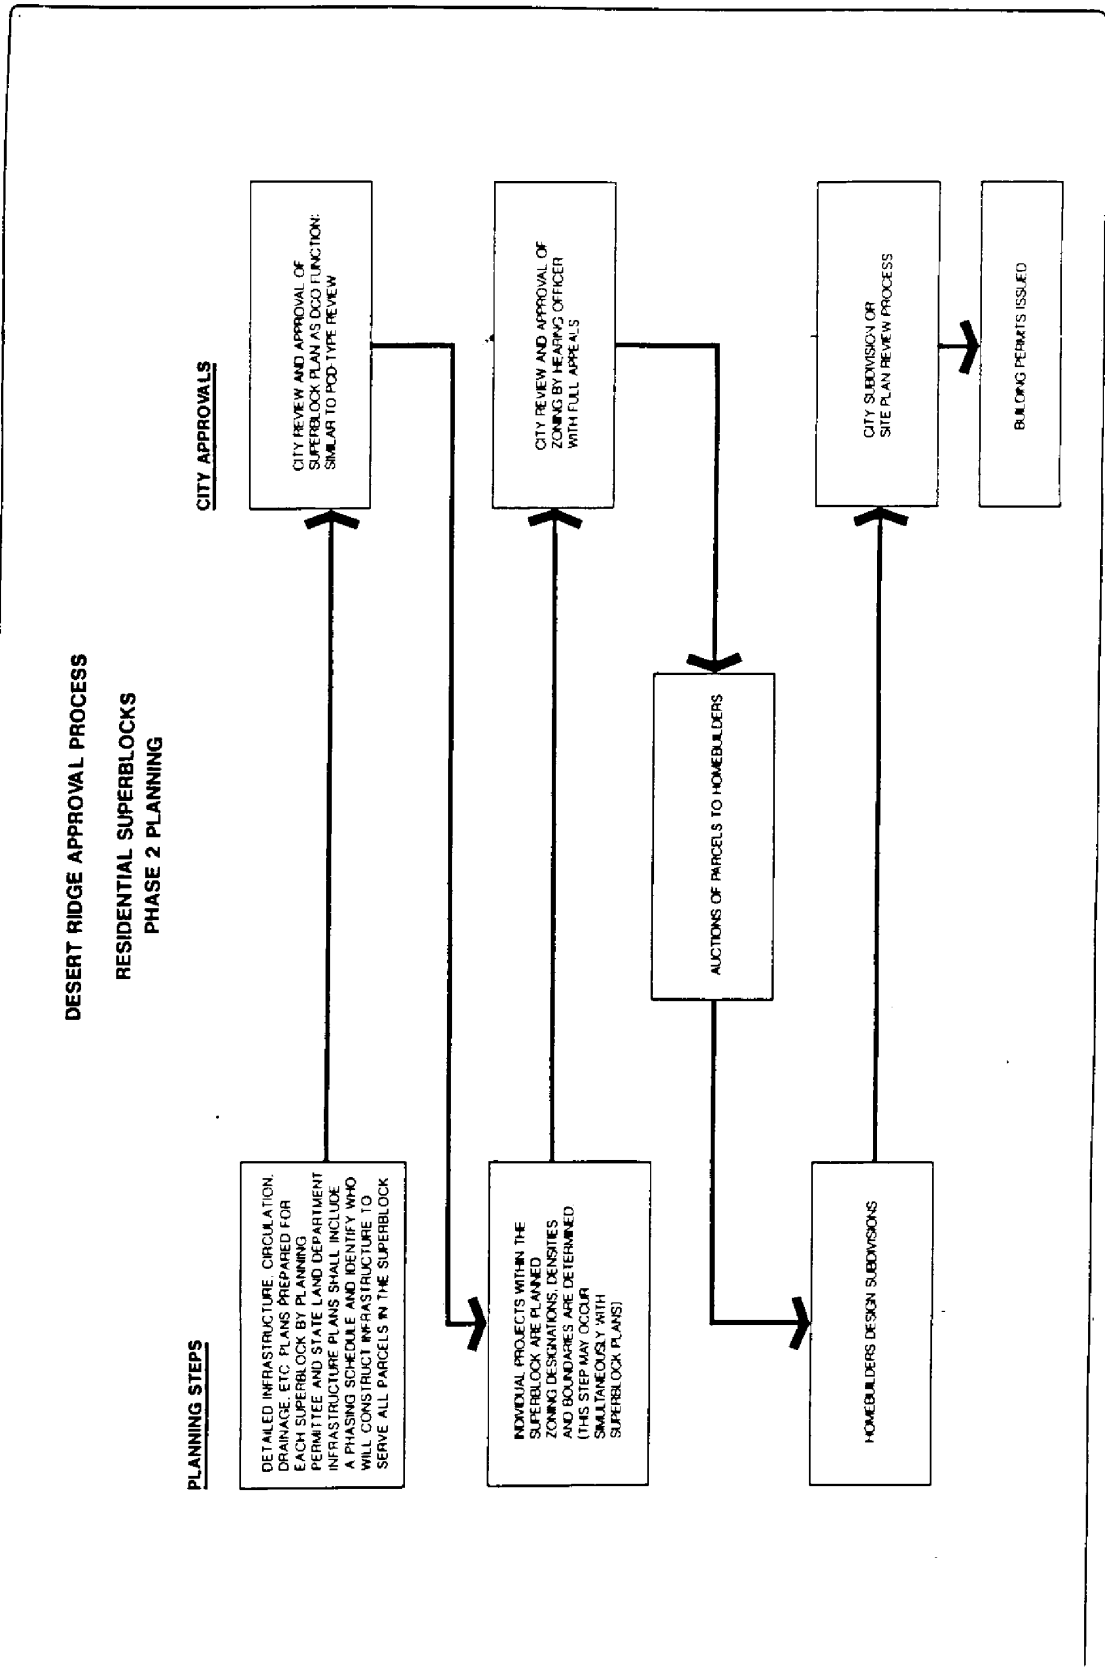 DESERT RIDGE APPROVAL PROCESS
RESIDENTIAL SUPERBLOCKS
PHASE 2 PLANNING
PLANNING STEPS
CITY APPROVALS
DETAILED INFRASTRUCTURE, CIRCULATION,
DRAINAGE, ETC. PLANS PREPARED FOR
EACH SUPERBLOCK BY PLANNING
PERMITTEE AND STATE LAND DEPARTMENT
INFRASTRUCTURE PLANS SHALL INCLUDE
A PHASING SCHEDULE AND IDENTIFY WHO
WILL CONSTRUCT INFRASTRUCTURE TO
SERVE ALL PARCELS IN THE SUPERBLOCK
CITY REVIEW AND APPROVAL OF
SUPERBLOCK PLAN AS DCO FUNCTION:
SIMILAR TO PCD-TYPE REVIEW
INDIVIDUAL PROJECTS WITHIN THE
SUPERBLOCK ARE PLANNED
ZONING DESIGNATIONS, DENSITIES
AND BOUNDARIES ARE DETERMINED
(THIS STEP MAY OCCUR
SIMULTANEOUSLY WITH
SUPERBLOCK PLANS)
CITY REVIEW AND APPROVAL OF
ZONING BY HEARING OFFICER
WITH FULL APPEALS
AUCTIONS OF PARCELS TO HOMEBUILDERS
HOMEBUILDERS DESIGN SUBDIVISIONS
CITY SUBDIVISION OR
SITE PLAN REVIEW PROCESS
BUILDING PERMITS ISSUED